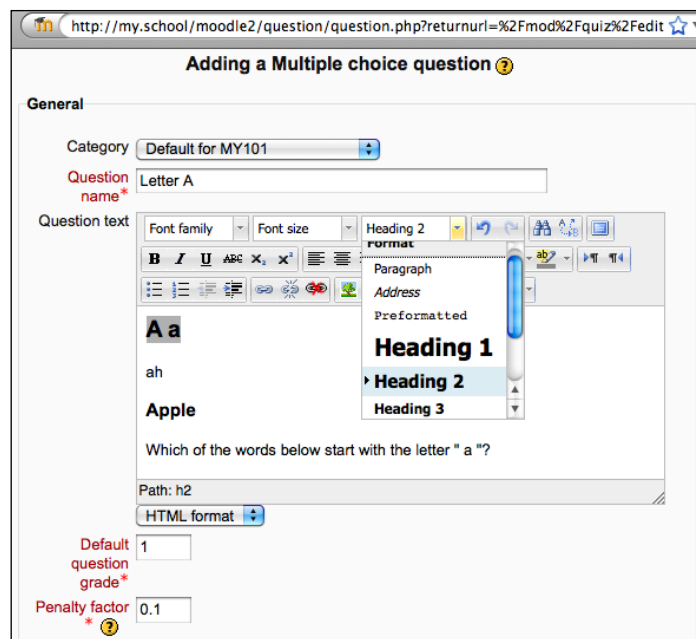 http://my.school/moodle2/question/question.php?returnurl=%2Fmod%2Fquiz%2Fedit
Adding a Multiple choice question ?
General
Category Default for MY101
Question name* Letter A
Question text
Font family Font size Heading 2
B I U ABC X₂ X²
Format
Paragraph
Address
Preformatted
Heading 1
Heading 2
Heading 3
A a
ah
Apple
Which of the words below start with the letter " a "?
Path: h2
HTML format
Default question grade* 1
Penalty factor * ? 0.1